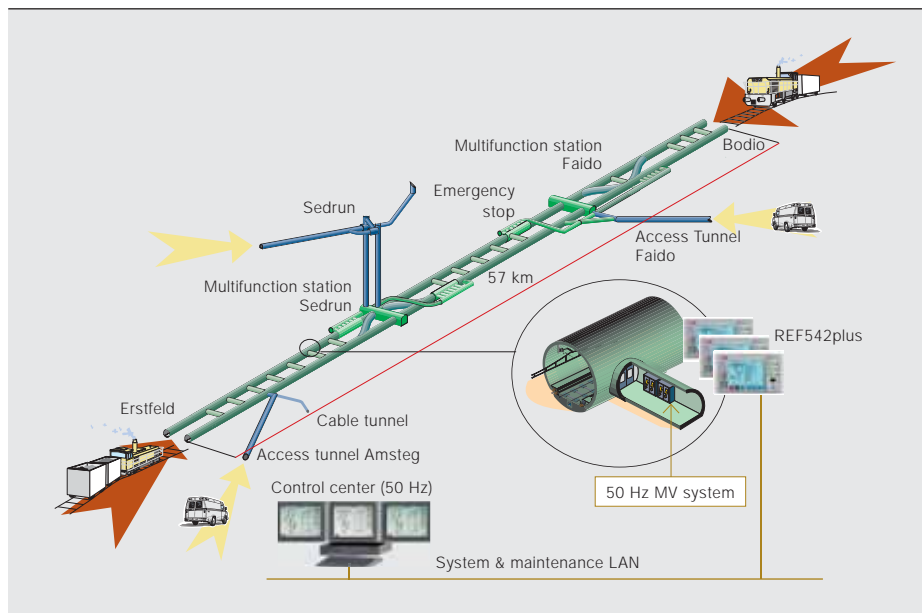 Bodio
Multifunction station
Faido
Emergency
stop
Sedrun
Access Tunnel
Faido
57 km
Multifunction station
Sedrun
REF542plus
Erstfeld
Cable tunnel
Access tunnel Amsteg
Control center (50 Hz)
50 Hz MV system
System & maintenance LAN